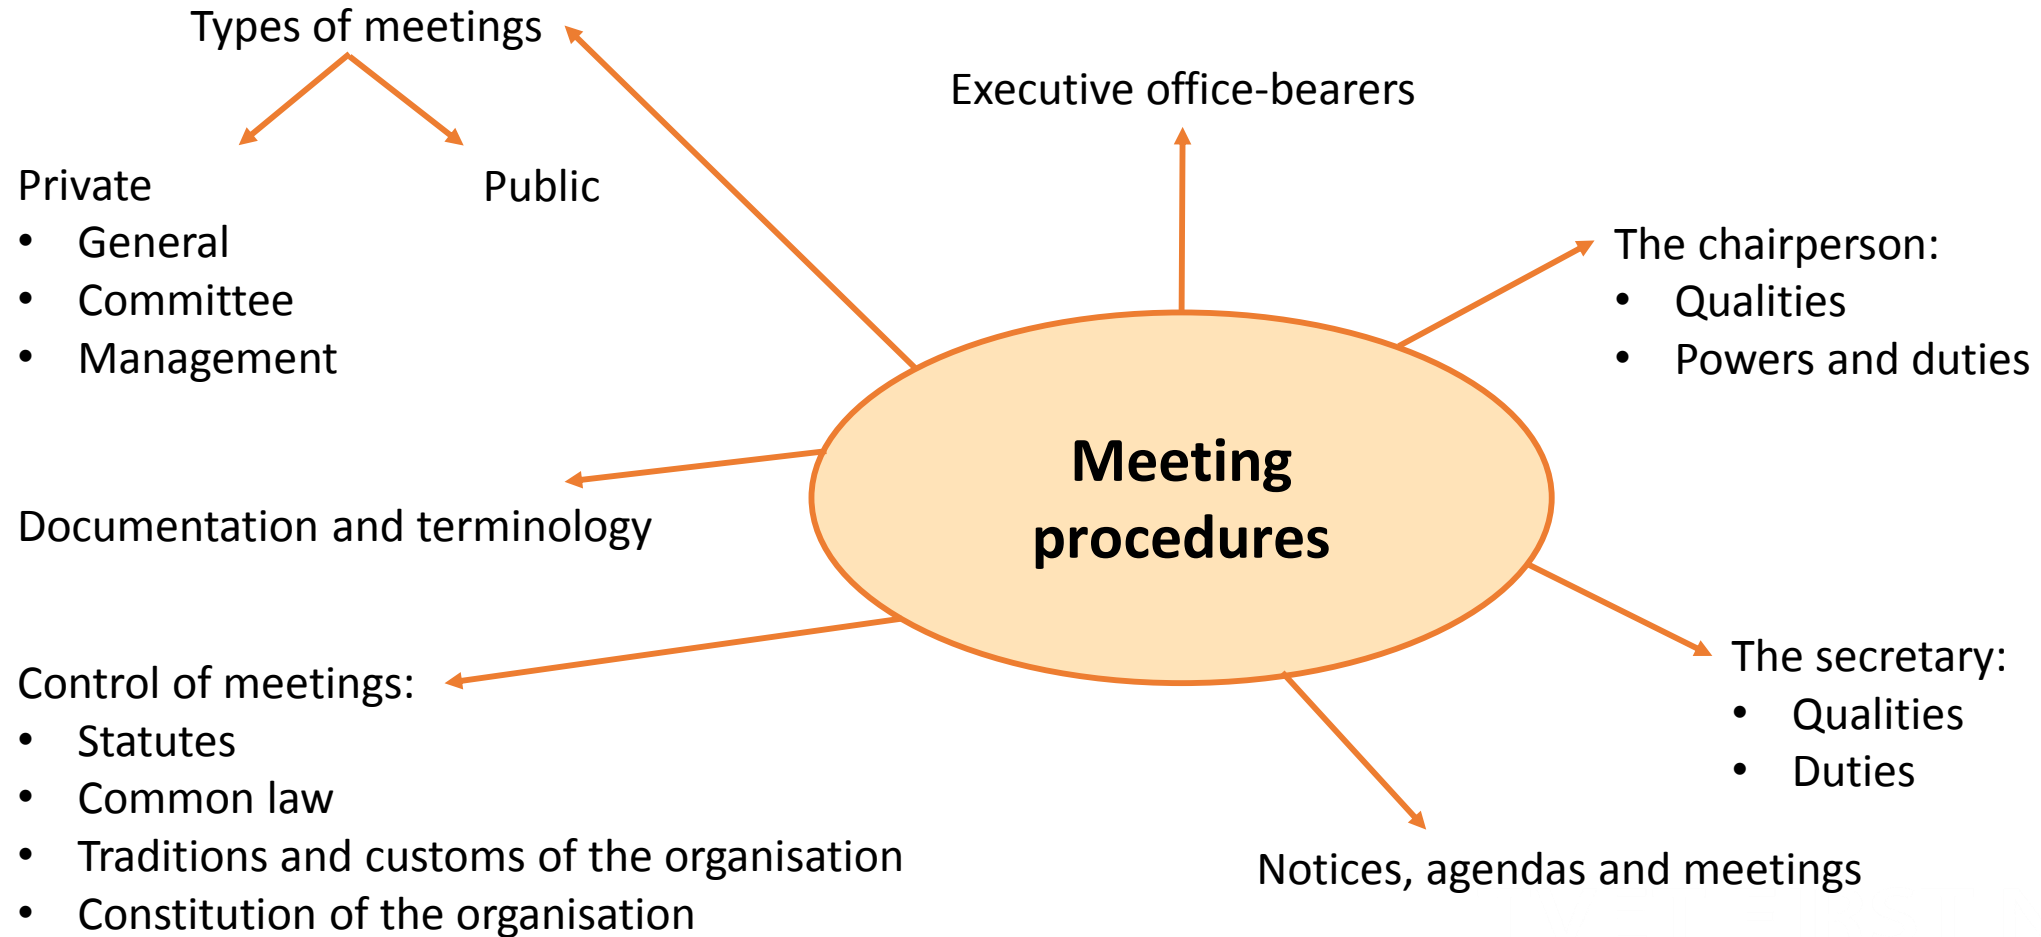 Types of meetings
Private
• General
• Committee
• Management
Public
Executive office-bearers
The chairperson:
• Qualities
• Powers and duties
Meeting
procedures
Documentation and terminology
Control of meetings:
• Statutes
• Common law
• Traditions and customs of the organisation
• Constitution of the organisation
The secretary:
• Qualities
• Duties
Notices, agendas and meetings